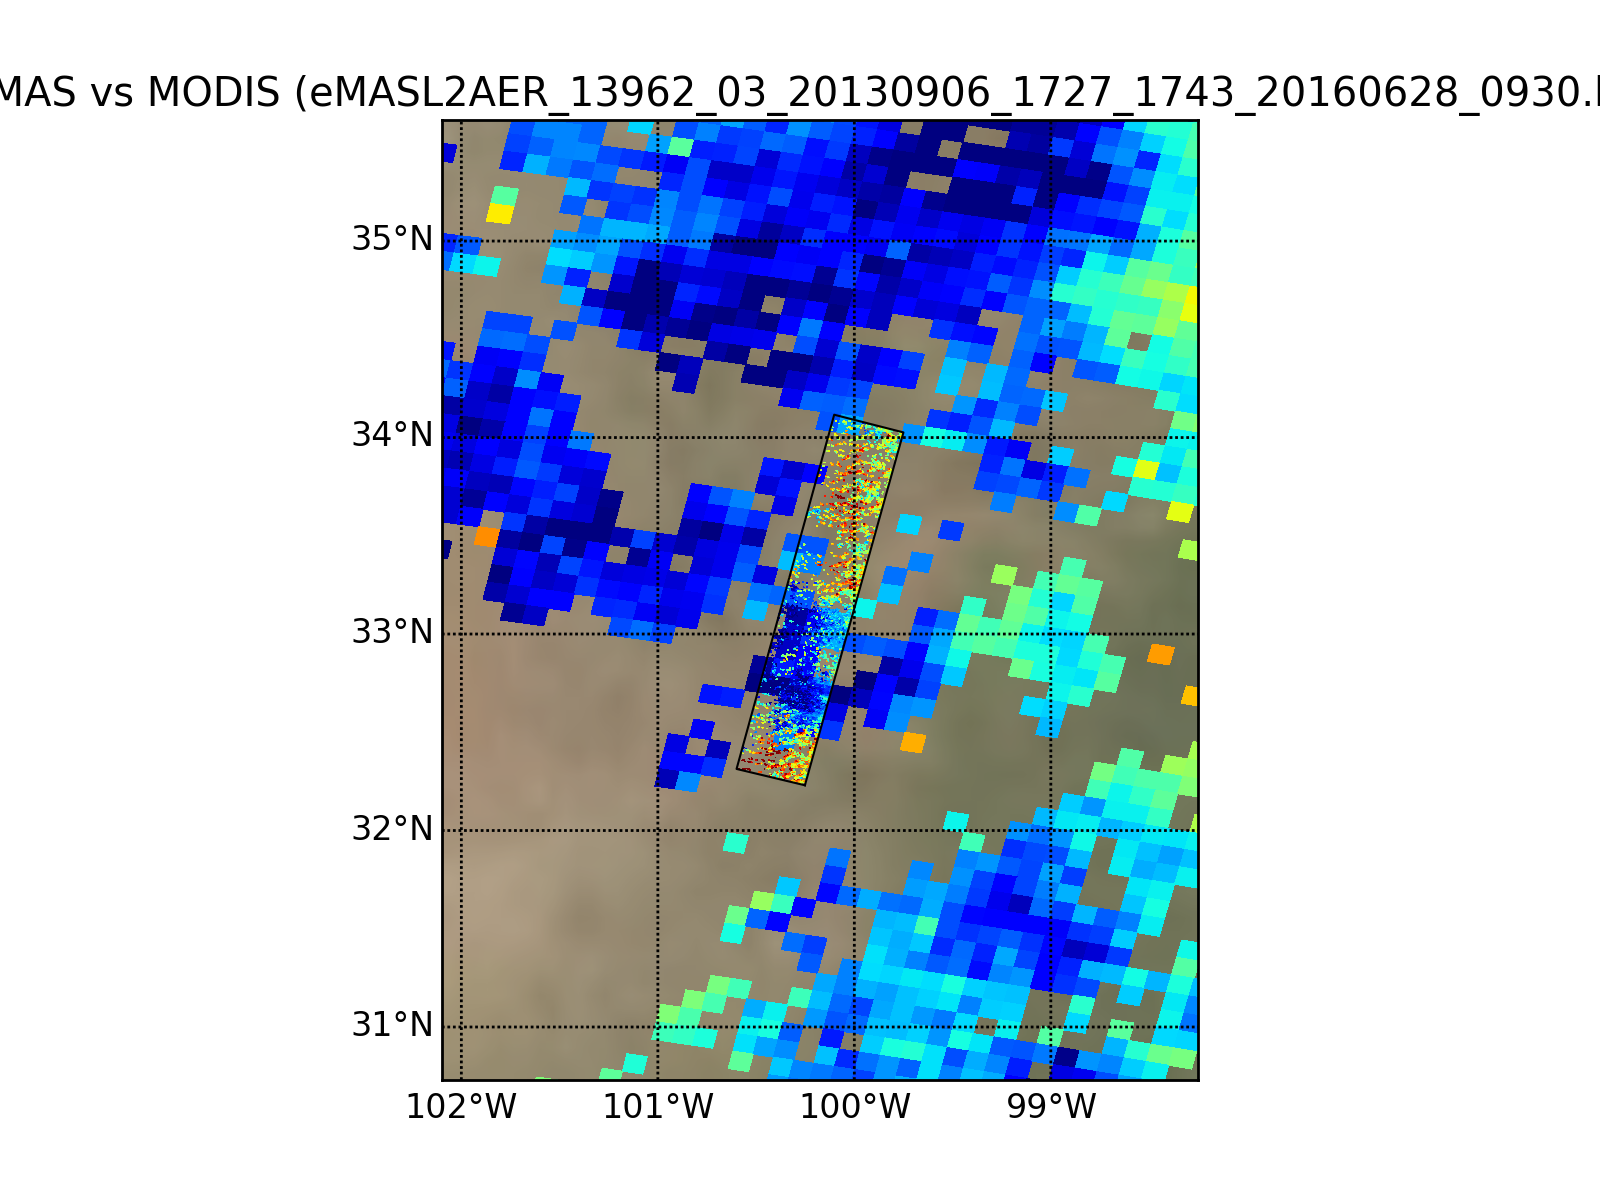 MAS vs MODIS (eMASL2AER_13962_03_20130906_1727_1743_20160628_0930.
35°N
34°N
33°N
32°N
31°N
102°W 101°W 100°W 99°W